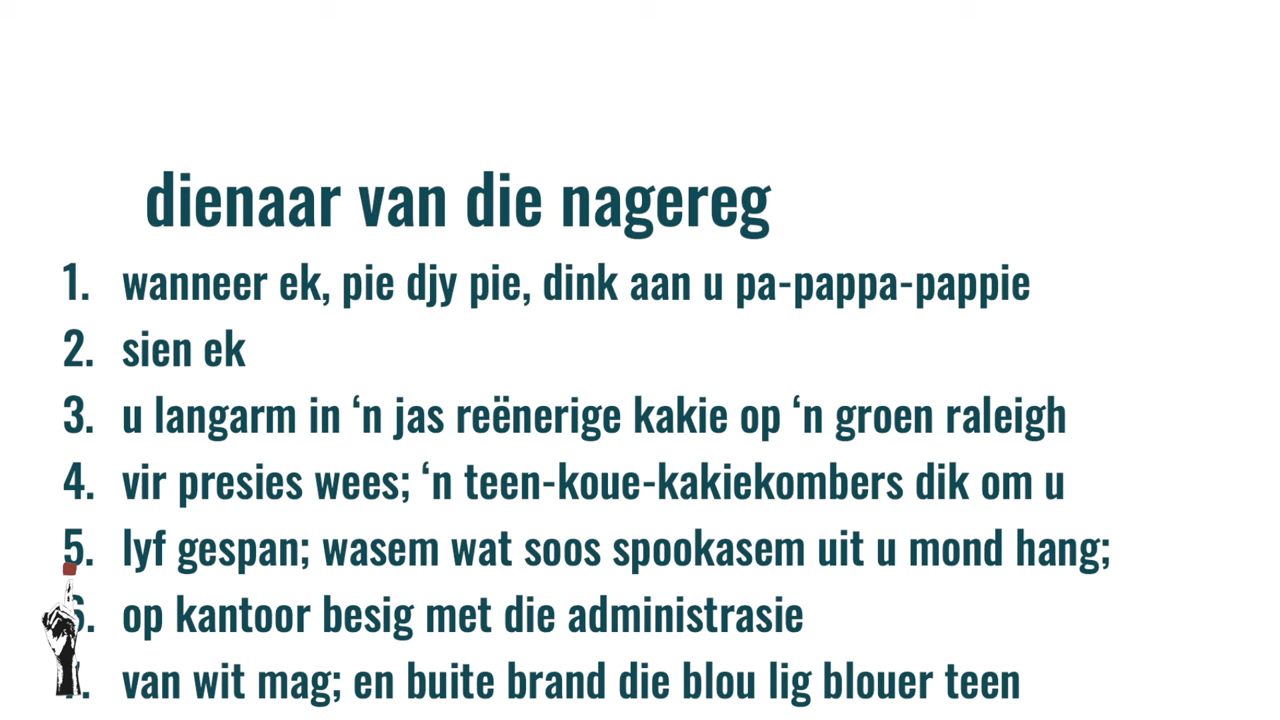 dienaar van die nagereg
1. wanneer ek, pie djy pie, dink aan u pa-pappa-pappie
2. sien ek
3. u langarm in ‘n jas reënerige kakie op ‘n groen raleigh
4. vir presies wees; ‘n teen-koue-kakiekombers dik om u
5. lyf gespan; wasem wat soos spookasem uit u mond hang;
6. op kantoor besig met die administrasie
7. van wit mag; en buite brand die blou lig blouer teen